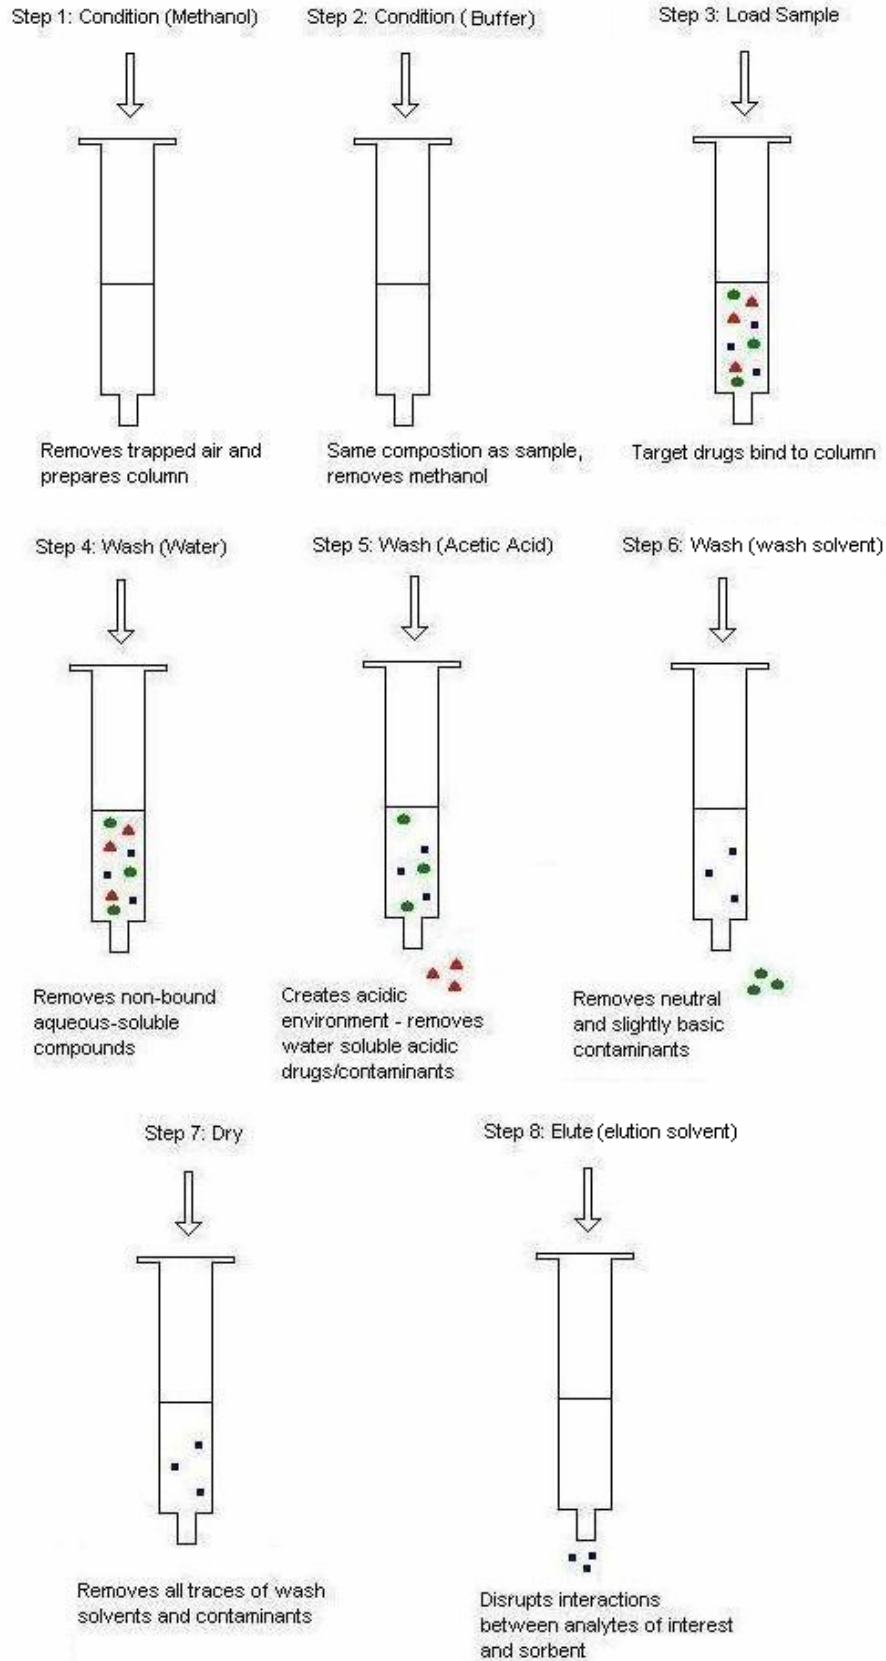 Step 1: Condition (Methanol)
Step 2: Condition (Buffer)
Step 3: Load Sample
Removes trapped air and
prepares column
Same compostion as sample,
removes methanol
Target drugs bind to column
Step 4: Wash (Water)
Step 5: Wash (Acetic Acid)
Step 6: Wash (wash solvent)
Removes non-bound
aqueous-soluble
compounds
Creates acidic
environment - removes
water soluble acidic
drugs/contaminants
Removes neutral
and slightly basic
contaminants
Step 7: Dry
Step 8: Elute (elution solvent)
Removes all traces of wash
solvents and contaminants
Disrupts interactions
between analytes of interest
and sorbent